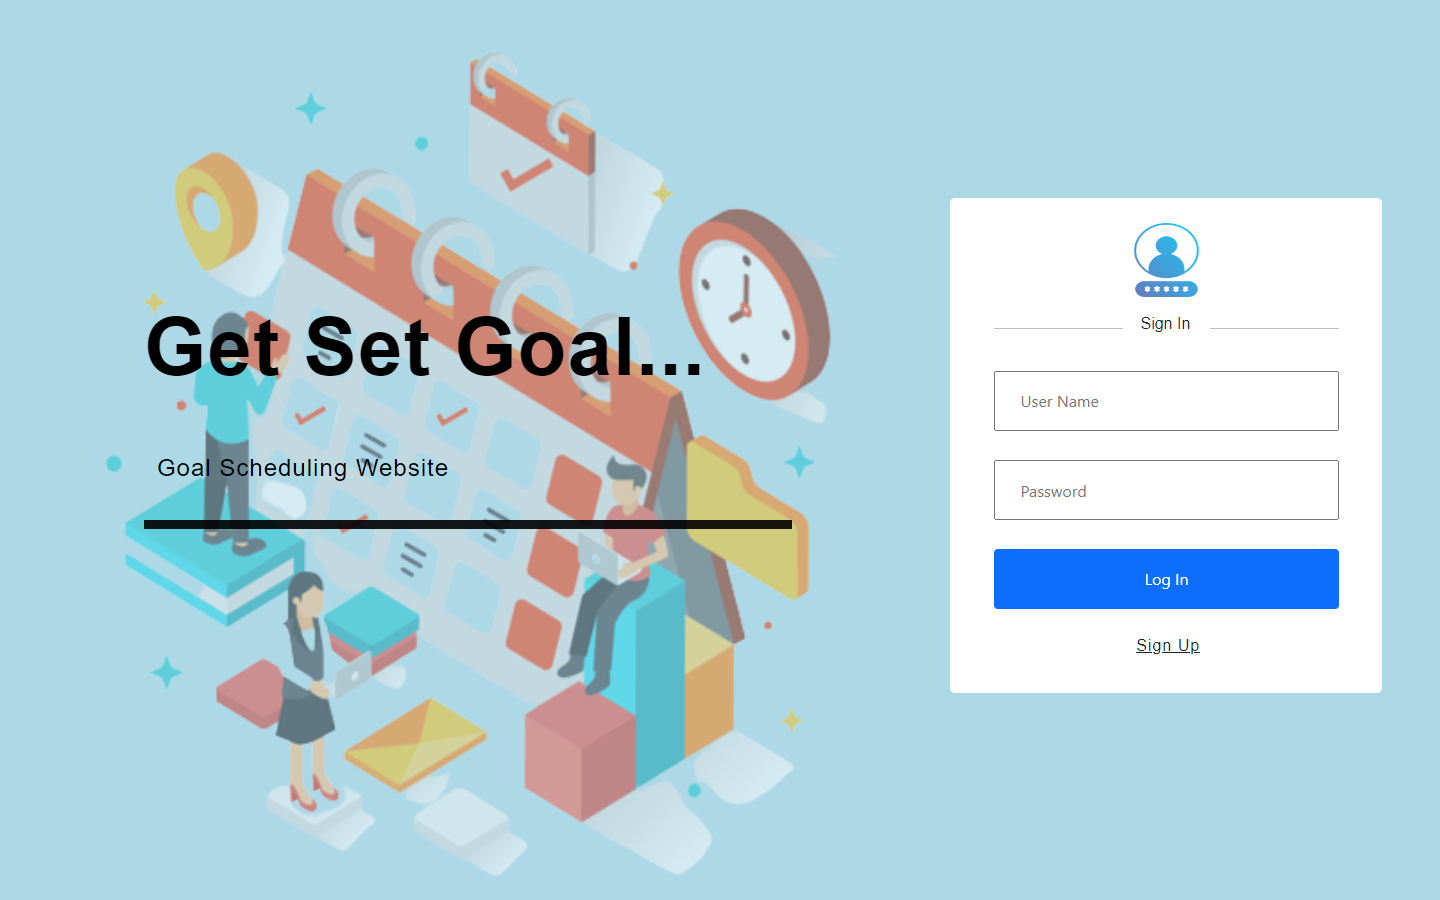 Get Set Goal...
Goal Scheduling Website
Sign In
User Name
Password
Log In
Sign Up